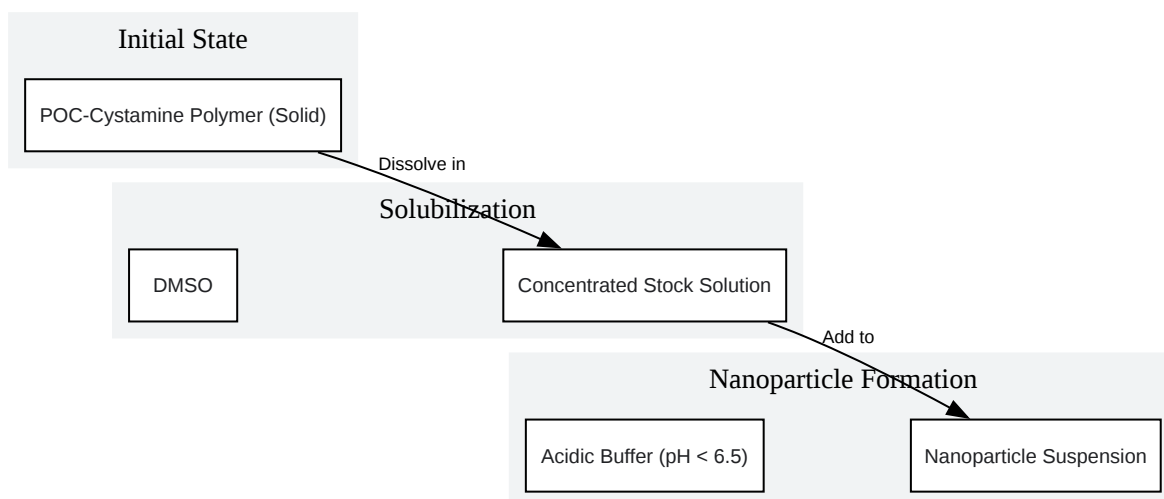 Initial State
POC-Cystamine Polymer (Solid)
Dissolve in
Solubilization
DMSO
Concentrated Stock Solution
Add to
Nanoparticle Formation
Acidic Buffer (pH < 6.5)
Nanoparticle Suspension